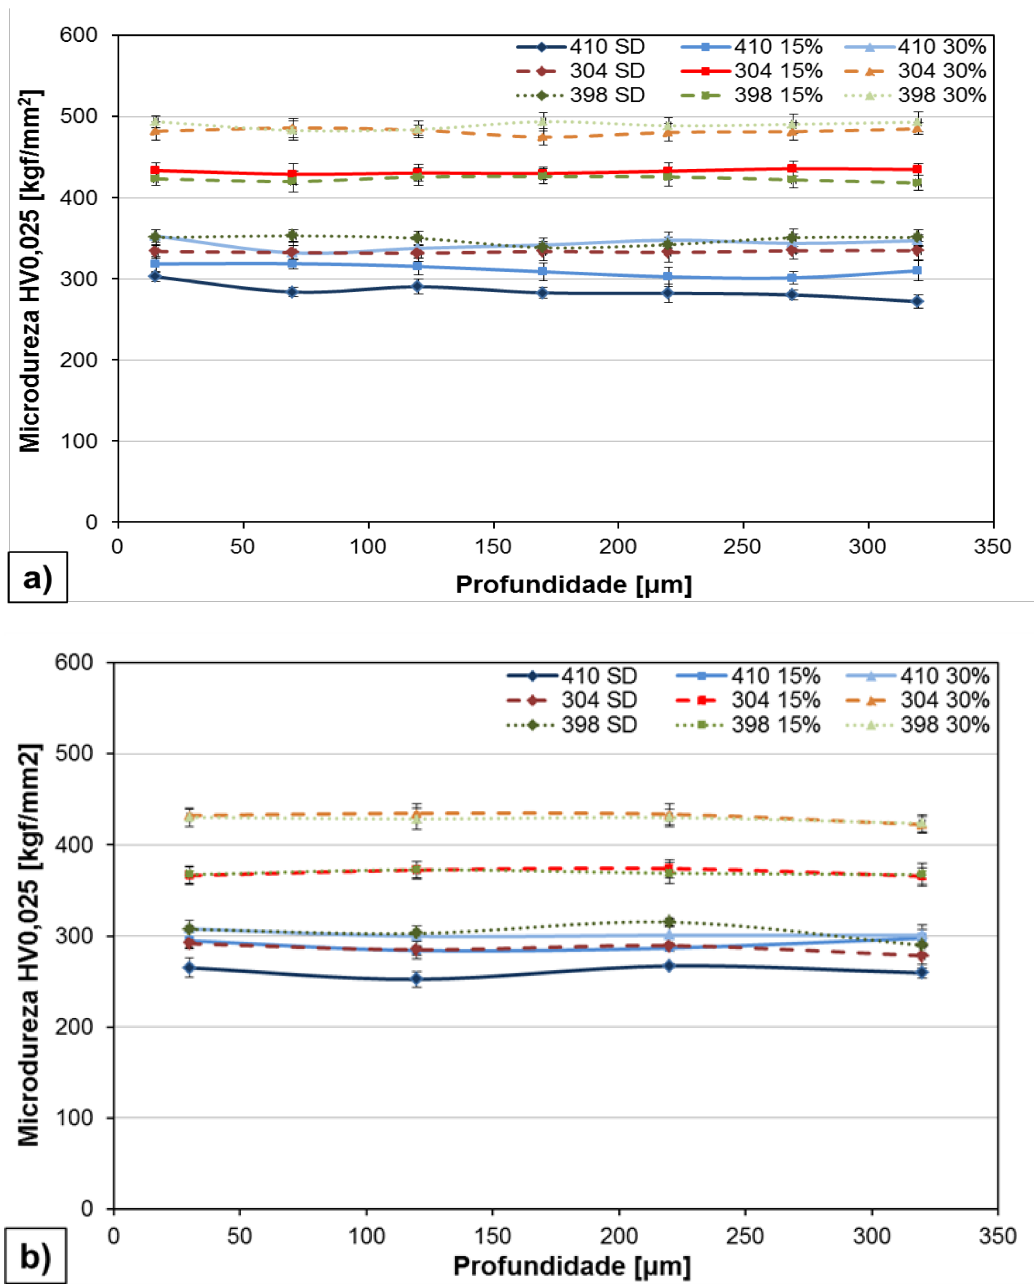 600
500
400
300
200
100
0
Microdureza HV0,025 [kgf/mm²]
410 SD 410 15% 410 30%
304 SD 304 15% 304 30%
398 SD 398 15% 398 30%
0 50 100 150 200 250 300 350
Profundidade [µm]
a)
600
500
400
300
200
100
0
Microdureza HV0,025 [kgf/mm2]
410 SD 410 15% 410 30%
304 SD 304 15% 304 30%
398 SD 398 15% 398 30%
0 50 100 150 200 250 300 350
Profundidade [µm]
b)